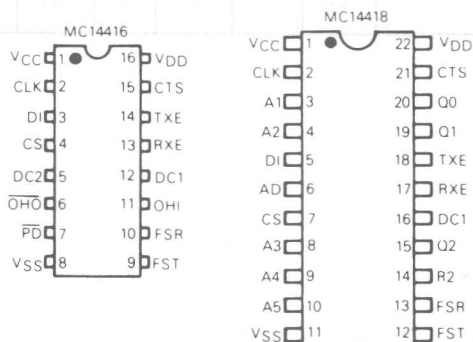 MC14416
VCC 1 16 VDD
CLK 2 15 CTS
DI 3 14 TXE
CS 4 13 RXE
DC2 5 12 DC1
OHO 6 11 OHI
PD 7 10 FSR
VSS 8 9 FST
MC14418
VCC 1 22 VDD
CLK 2 21 CTS
A1 3 20 Q0
A2 4 19 Q1
DI 5 18 TXE
AD 6 17 RXE
CS 7 16 DC1
A3 8 15 Q2
A4 9 14 R2
A5 10 13 FSR
VSS 11 12 FST